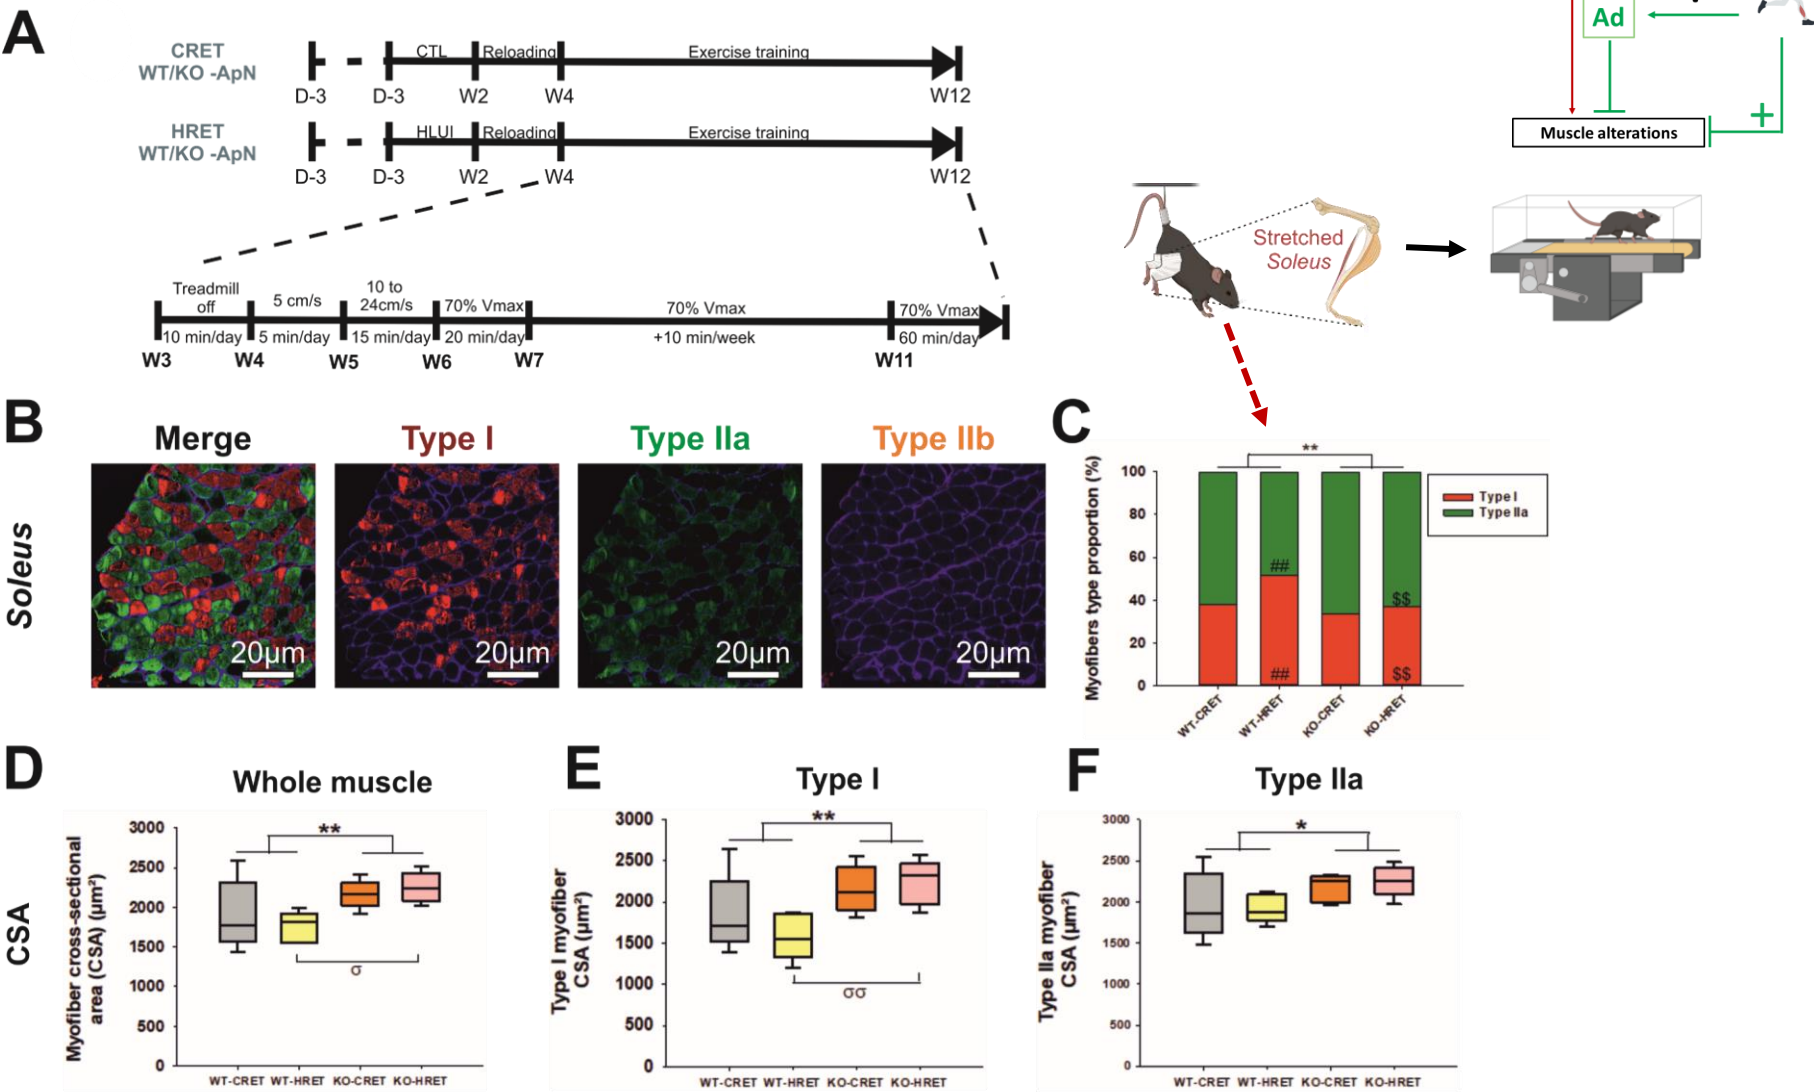 A
CRET
WT/KO -ApN
CTL
Reloading
Exercise training
D-3
D-3
W2
W4
W12
HRET
WT/KO -ApN
HLUI
Reloading
Exercise training
D-3
D-3
W2
W4
W12
Treadmill
off
5 cm/s
10 to
24cm/s
70% Vmax
70% Vmax
70% Vmax
10 min/day
5 min/day
15 min/day
20 min/day
+10 min/week
60 min/day
W3
W4
W5
W6
W7
W11
Ad
+
Muscle alterations
Stretched
Soleus
B
Merge
Type I
Type IIa
Type IIb
Soleus
20µm
20µm
20µm
20µm
C
**
Myofibers type proportion (%)
100
80
60
40
20
0
##
##
$$
$$
Type I
Type IIa
WT-CRET
WT-HRET
KO-CRET
KO-HRET
D
Whole muscle
CSA
Myofiber cross-sectional
area (CSA) (µm²)
3000
2500
2000
1500
1000
500
0
**
σ
WT-CRET
WT-HRET
KO-CRET
KO-HRET
E
Type I
Type I myofiber
CSA (µm²)
3000
2500
2000
1500
1000
500
0
**
σσ
WT-CRET
WT-HRET
KO-CRET
KO-HRET
F
Type IIa
Type IIa myofiber
CSA (µm²)
3000
2500
2000
1500
1000
500
0
*
WT-CRET
WT-HRET
KO-CRET
KO-HRET